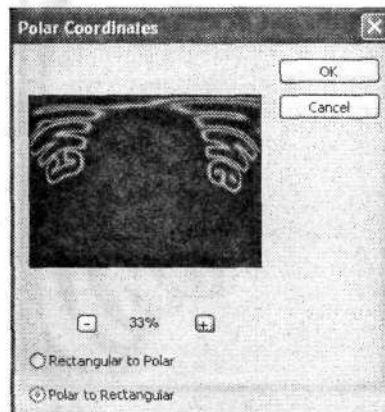 Polar Coordinates
OK
Cancel
33%
Rectangular to Polar
Polar to Rectangular